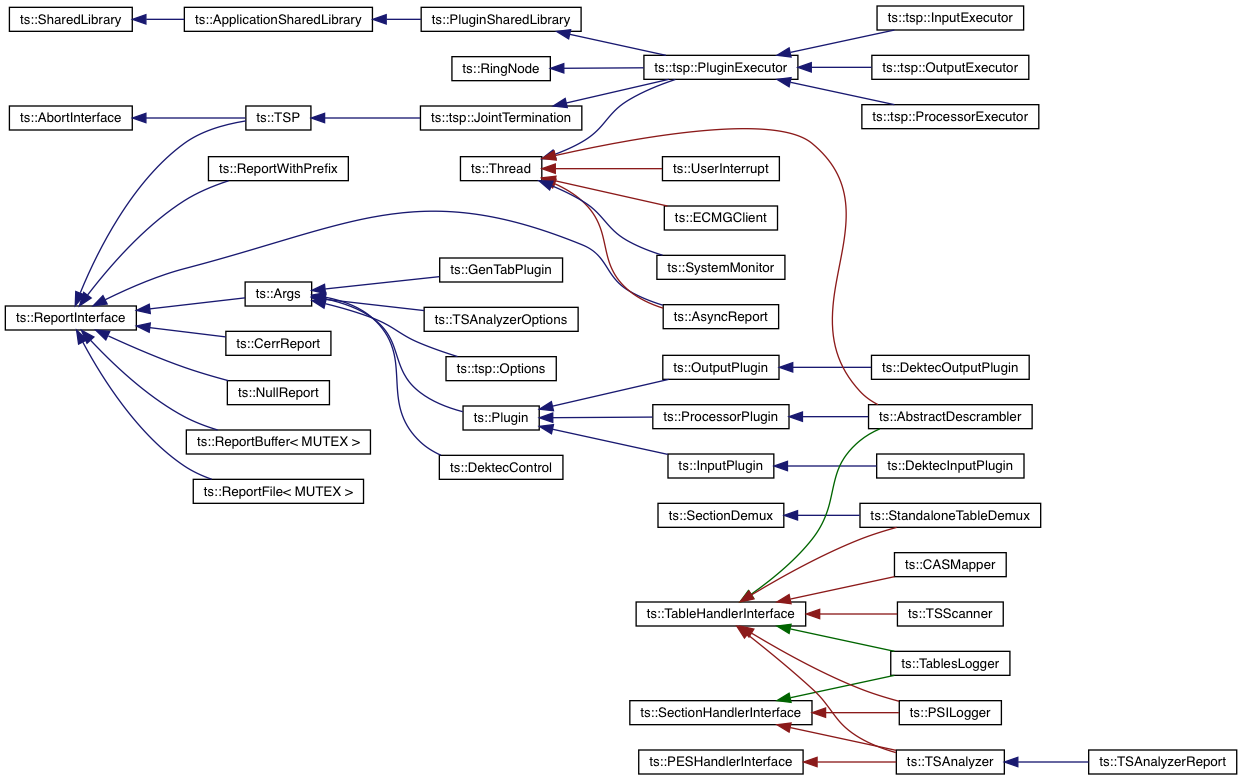 ts::SharedLibrary
ts::ApplicationSharedLibrary
ts::PluginSharedLibrary
ts::tsp::InputExecutor
ts::RingNode
ts::tsp::PluginExecutor
ts::tsp::OutputExecutor
ts::AbortInterface
ts::TSP
ts::tsp::JointTermination
ts::tsp::ProcessorExecutor
ts::ReportWithPrefix
ts::Thread
ts::UserInterrupt
ts::ECMGClient
ts::GenTabPlugin
ts::SystemMonitor
ts::Args
ts::ReportInterface
ts::TSAnalyzerOptions
ts::AsyncReport
ts::CerrReport
ts::tsp::Options
ts::OutputPlugin
ts::DektecOutputPlugin
ts::NullReport
ts::Plugin
ts::ProcessorPlugin
ts::AbstractDescrambler
ts::ReportBuffer< MUTEX >
ts::DektecControl
ts::InputPlugin
ts::DektecInputPlugin
ts::ReportFile< MUTEX >
ts::SectionDemux
ts::StandaloneTableDemux
ts::CASMapper
ts::TableHandlerInterface
ts::TSScanner
ts::TablesLogger
ts::SectionHandlerInterface
ts::PSILogger
ts::PESHandlerInterface
ts::TSAnalyzer
ts::TSAnalyzerReport